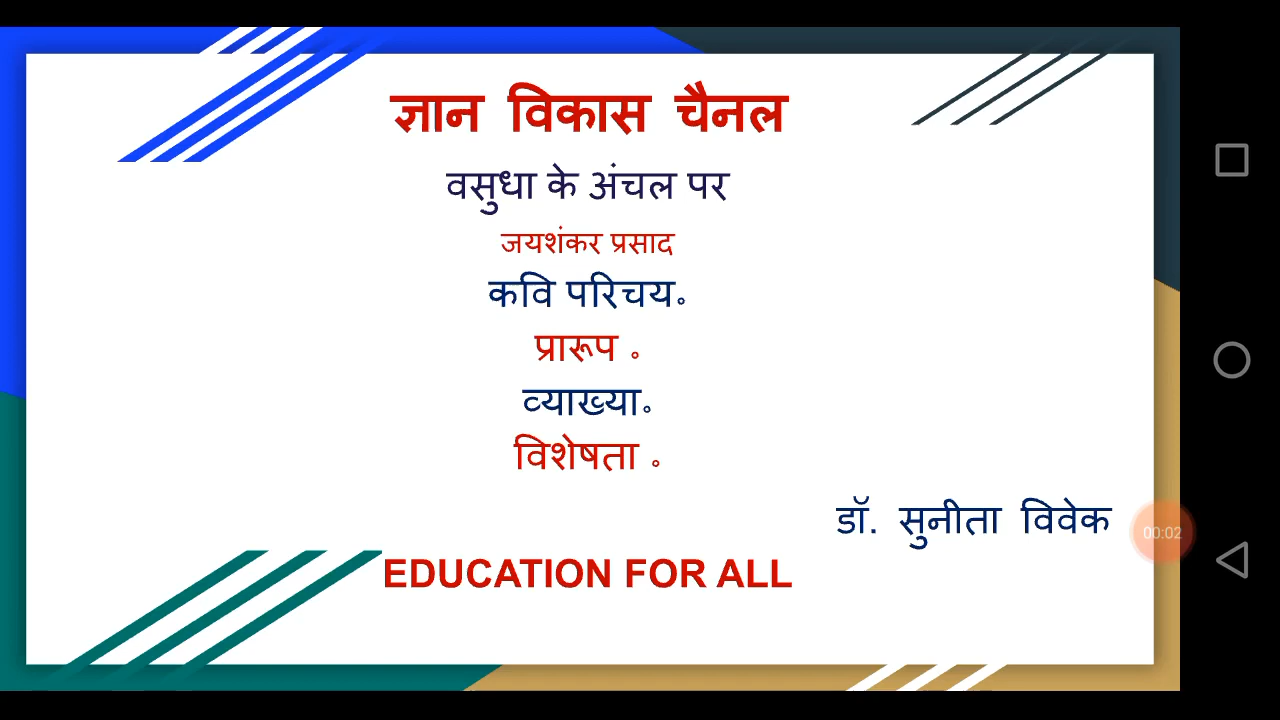 ज्ञान विकास चैनल
वसुधा के अंचल पर
जयशंकर प्रसाद
कवि परिचय॰
प्रारूप ॰
व्याख्या॰
विशेषता ॰
डॉ. सुनीता विवेक
00:02
EDUCATION FOR ALL